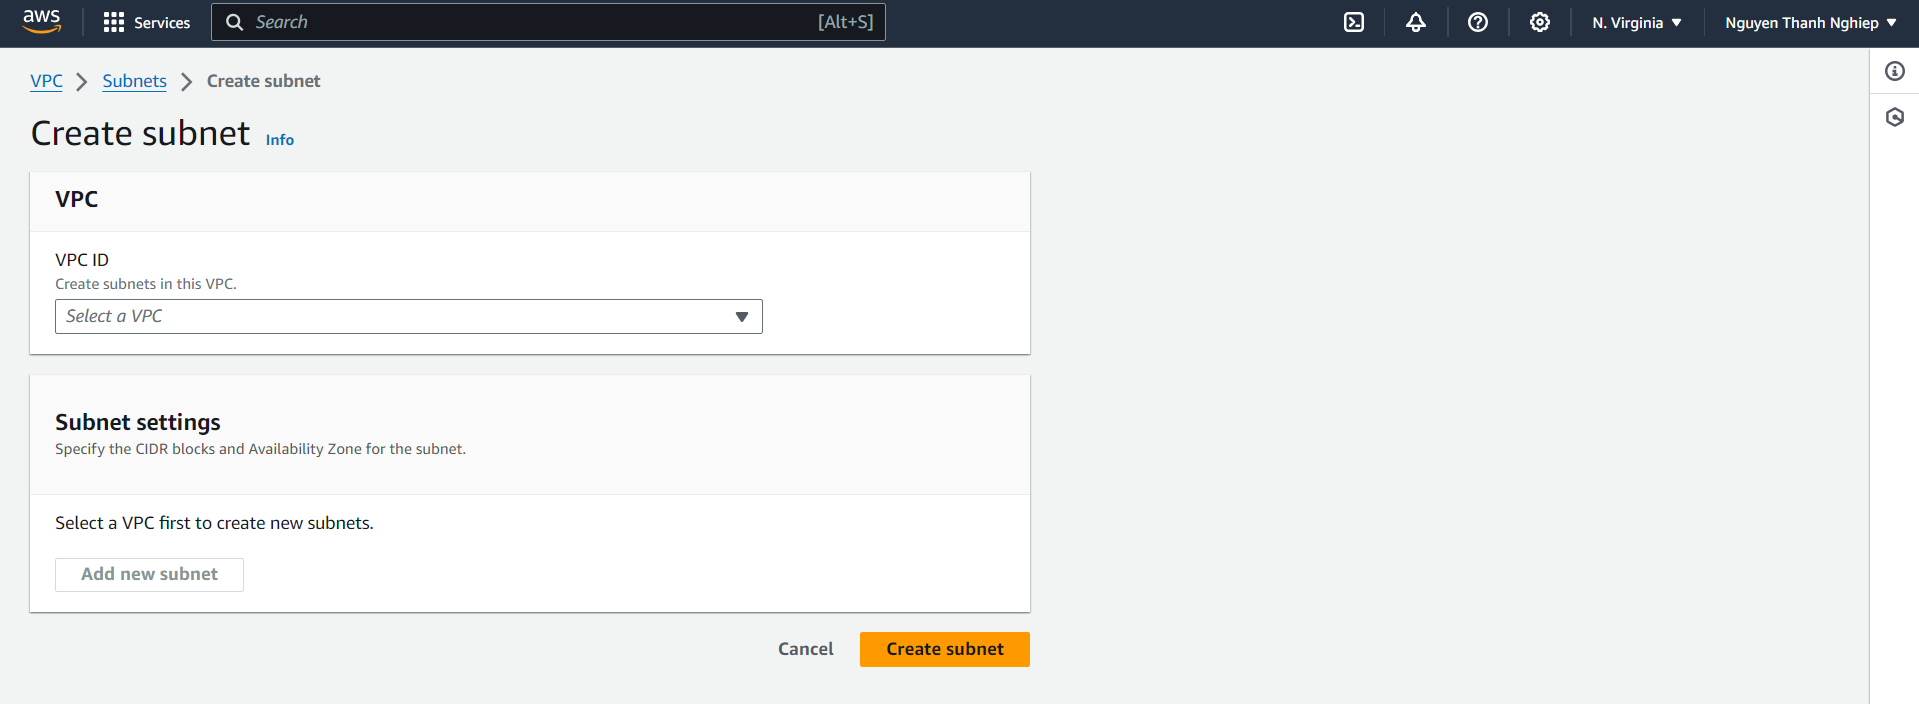 aws Services Search [Alt+S] N. Virginia Nguyen Thanh Nghiep
VPC Subnets Create subnet
Create subnet Info
VPC
VPC ID
Create subnets in this VPC.
Select a VPC
Subnet settings
Specify the CIDR blocks and Availability Zone for the subnet.
Select a VPC first to create new subnets.
Add new subnet
Cancel Create subnet